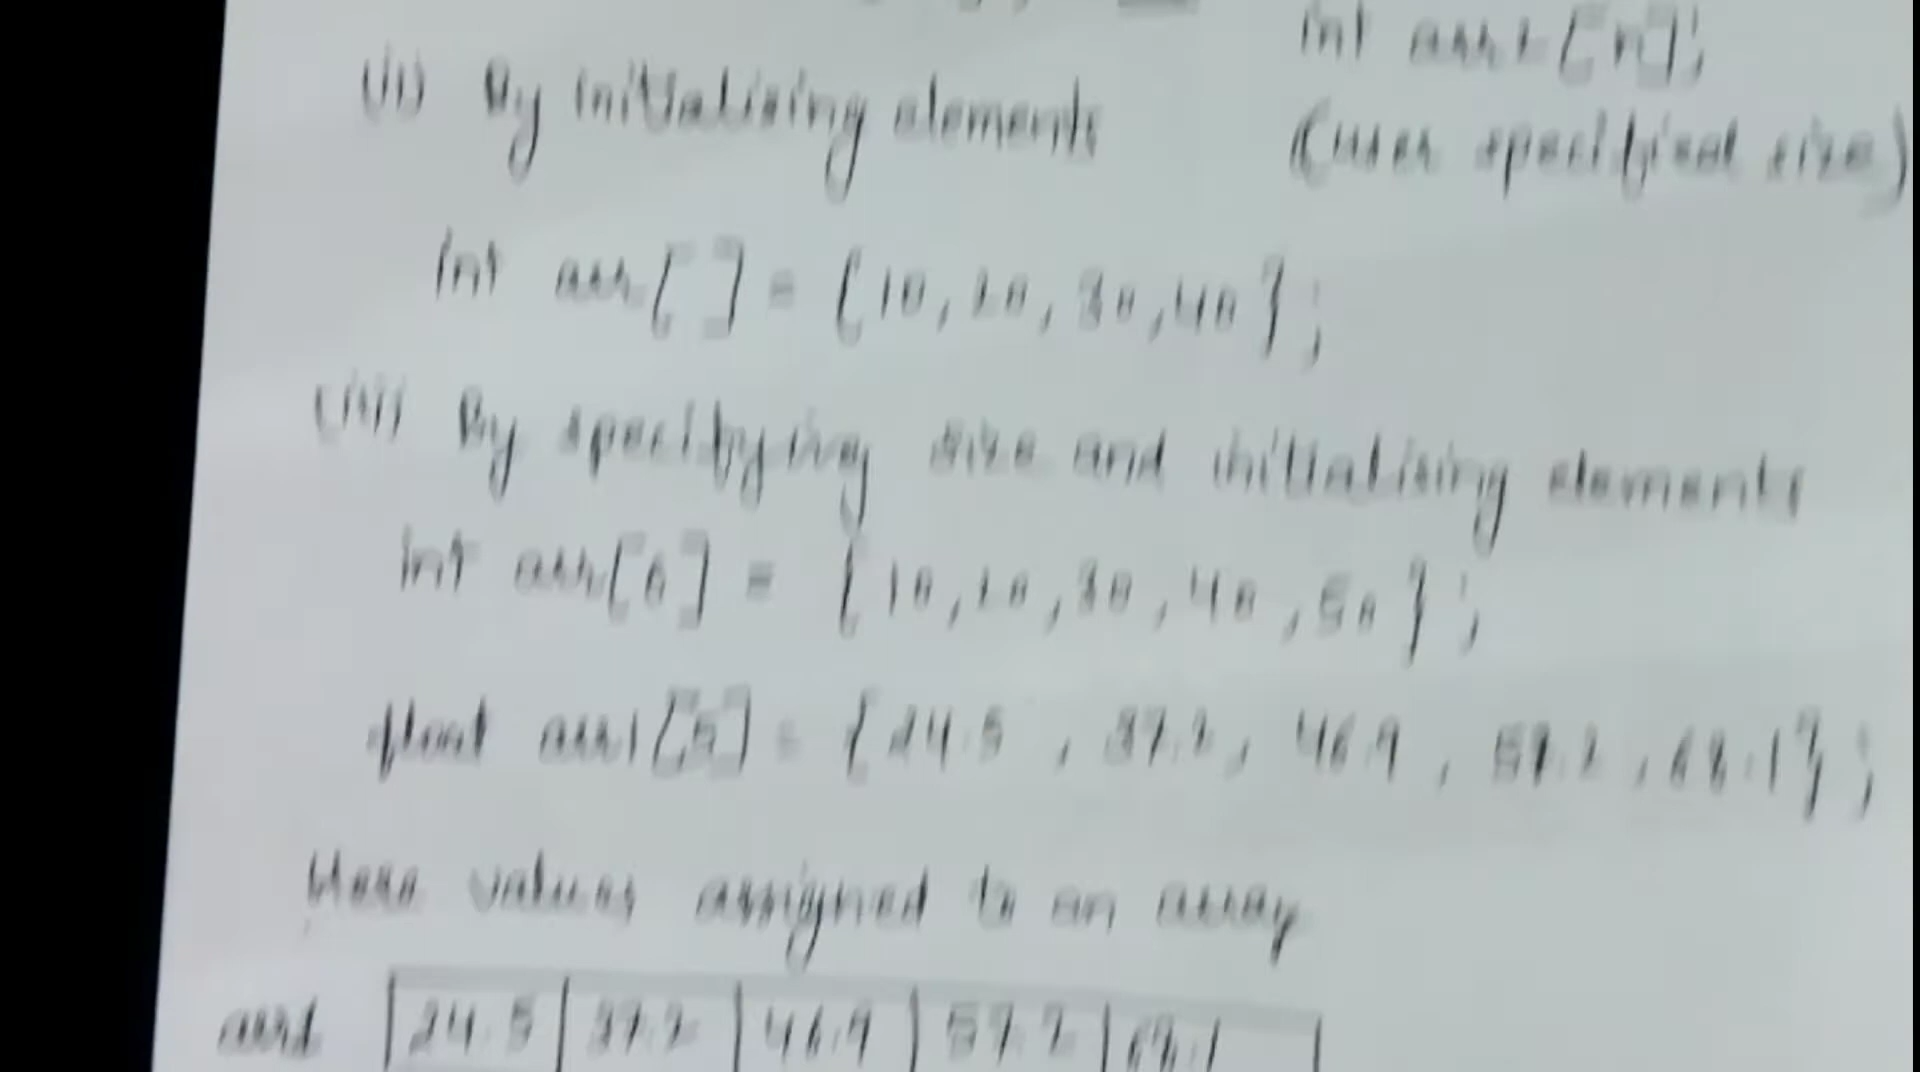 int arr2[n];
(ii) By initialising elements
(user specified size)
int arr[ ] = {10, 20, 30, 40};
(iii) By specifying size and initialising elements
int arr[6] = {10, 20, 30, 40, 50};
float arr1[5] = {24.5, 37.2, 46.9, 57.2, 68.1};
Here values assigned to an array
arr1 24.5 37.2 46.9 57.2 68.1